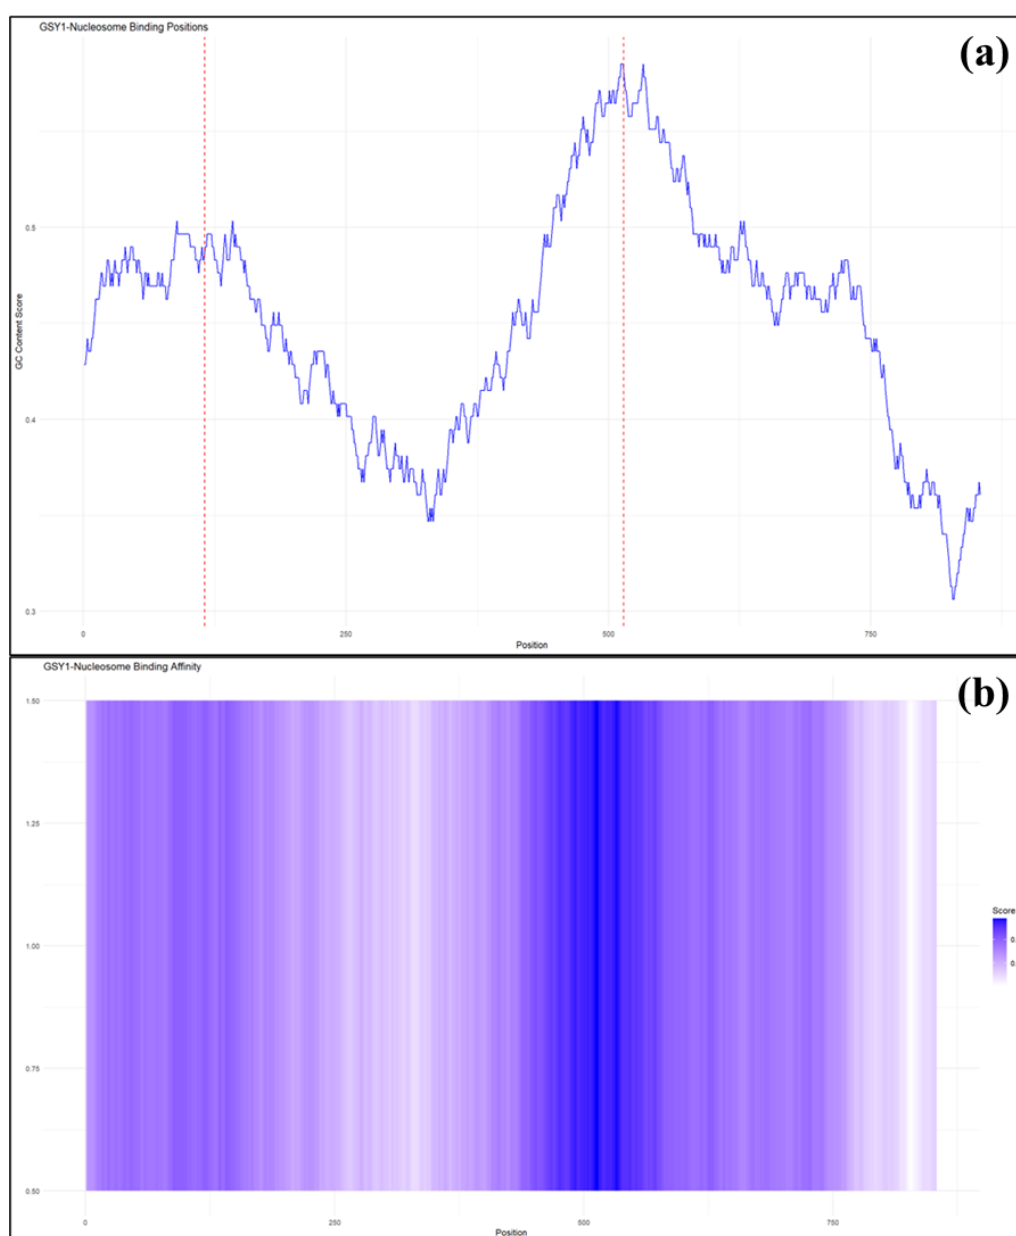 GSY1-Nucleosome Binding Positions
(a)
GC Content Score
0.5
0.4
0.3
0
250
500
750
Position
GSY1-Nucleosome Binding Affinity
(b)
1.50
1.25
1.00
0.75
0.50
0
250
500
750
Position
Score
0.
0.